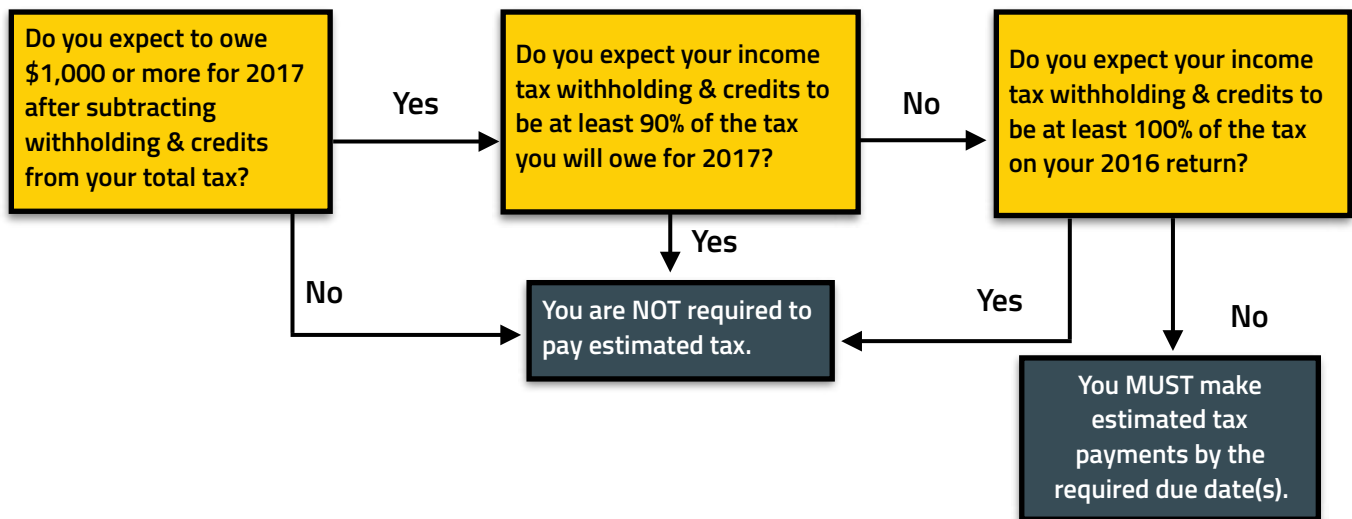 Do you expect to owe
$1,000 or more for 2017
after subtracting
withholding & credits
from your total tax?
Yes
Do you expect your income
tax withholding & credits to
be at least 90% of the tax
you will owe for 2017?
No
Do you expect your income
tax withholding & credits to
be at least 100% of the tax
on your 2016 return?
No
Yes
You are NOT required to
pay estimated tax.
Yes
No
You MUST make
estimated tax
payments by the
required due date(s).